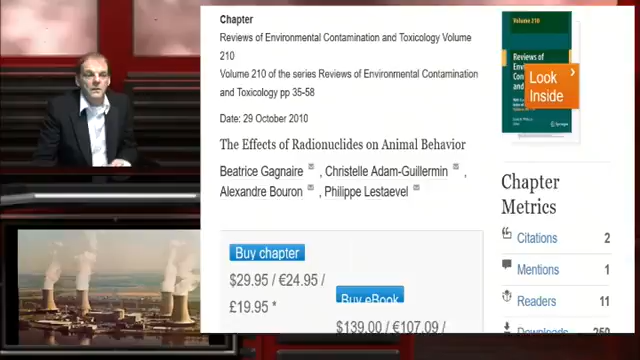 Chapter
Reviews of Environmental Contamination and Toxicology Volume
210
Volume 210 of the series Reviews of Environmental Contamination
and Toxicology pp 35-58
Date: 29 October 2010
The Effects of Radionuclides on Animal Behavior
Beatrice Gagnaire , Christelle Adam-Guillermin ,
Alexandre Bouron , Philippe Lestaevel
Buy chapter
$29.95 / €24.95 /
£19.95 *
Buy eBook
$139.00 / €107.09 /
Volume 210
Reviews of
Look
Inside
Springer
Chapter
Metrics
Citations 2
Mentions 1
Readers 11
Downloads 250